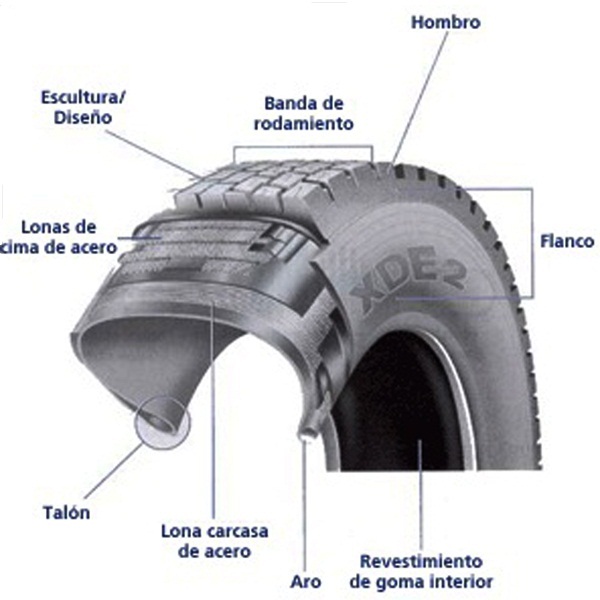 Hombro
Escultura/
Diseño
Banda de
rodamiento
Lonas de
cima de acero
Flanco
XDE2
Talón
Lona carcasa
de acero
Aro
Revestimiento
de goma interior